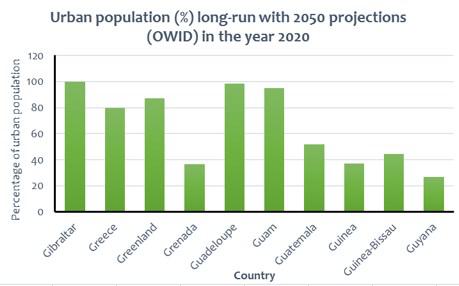 Urban population (%) long-run with 2050 projections
(OWID) in the year 2020
Percentage of urban population
120
100
80
60
40
20
0
Gibraltar
Greece
Greenland
Grenada
Guadeloupe
Guam
Guatemala
Guinea
Guinea-Bissau
Guyana
Country